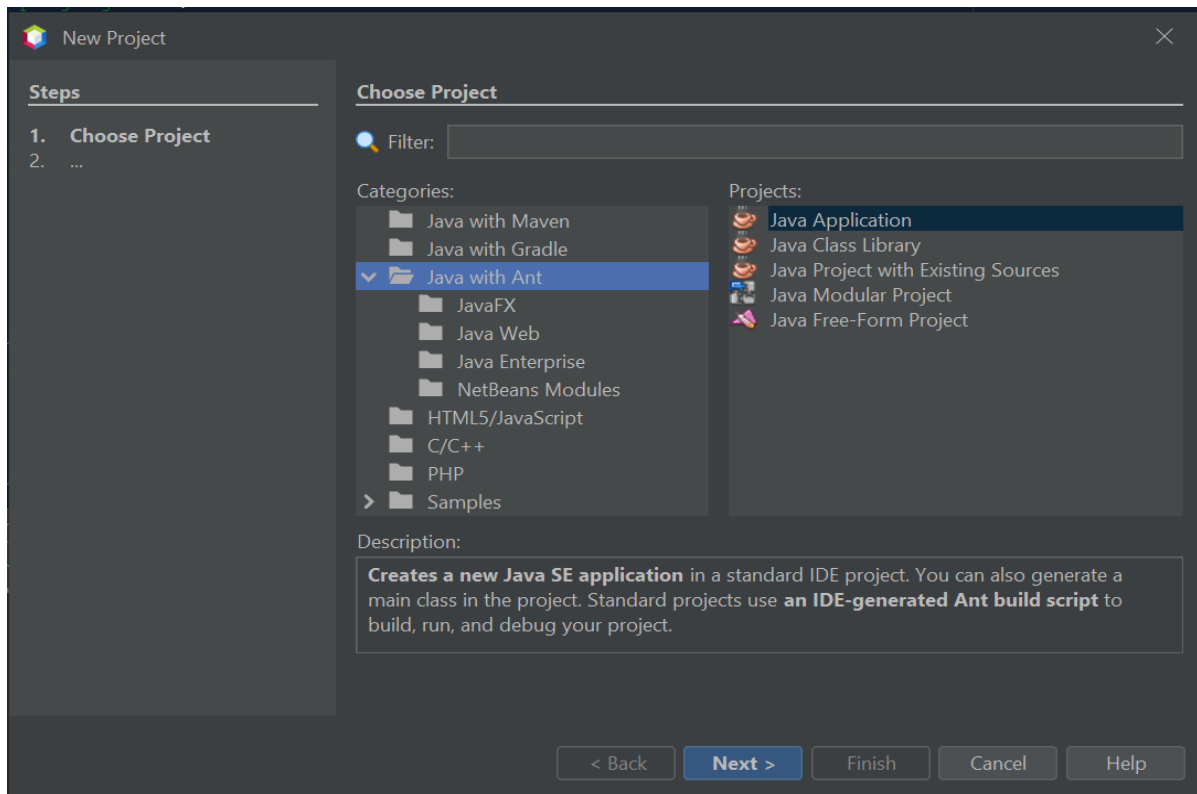 New Project
Steps
1. Choose Project
2. ...
Choose Project
Filter:
Categories:
Java with Maven
Java with Gradle
Java with Ant
JavaFX
Java Web
Java Enterprise
NetBeans Modules
HTML5/JavaScript
C/C++
PHP
Samples
Projects:
Java Application
Java Class Library
Java Project with Existing Sources
Java Modular Project
Java Free-Form Project
Description:
Creates a new Java SE application in a standard IDE project. You can also generate a
main class in the project. Standard projects use an IDE-generated Ant build script to
build, run, and debug your project.
< Back
Next >
Finish
Cancel
Help